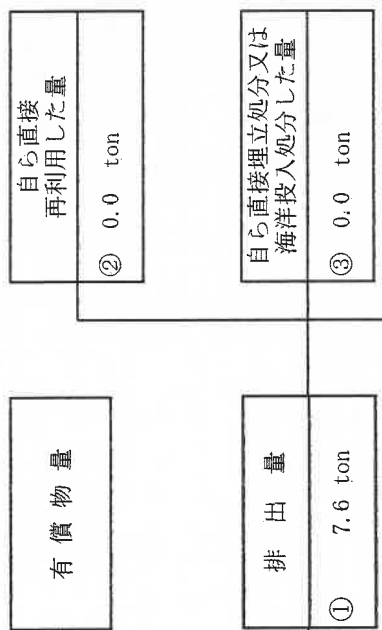 有償物量
排出量
① 7.6 ton
自ら直接
再利用した量
② 0.0 ton
自ら直接埋立処分又は
海洋投入処分した量
③ 0.0 ton